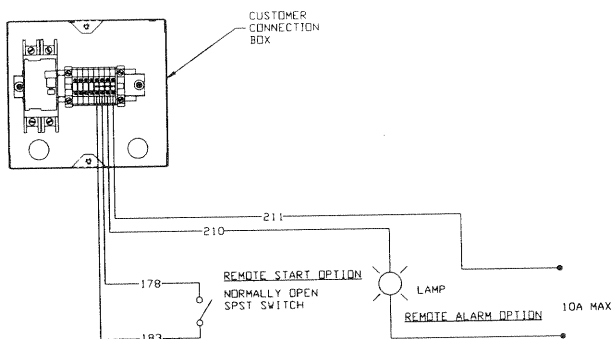 CUSTOMER
CONNECTION
BOX
211
210
178
REMOTE START OPTION
NORMALLY OPEN
SPST SWITCH
LAMP
REMOTE ALARM OPTION
10A MAX
183